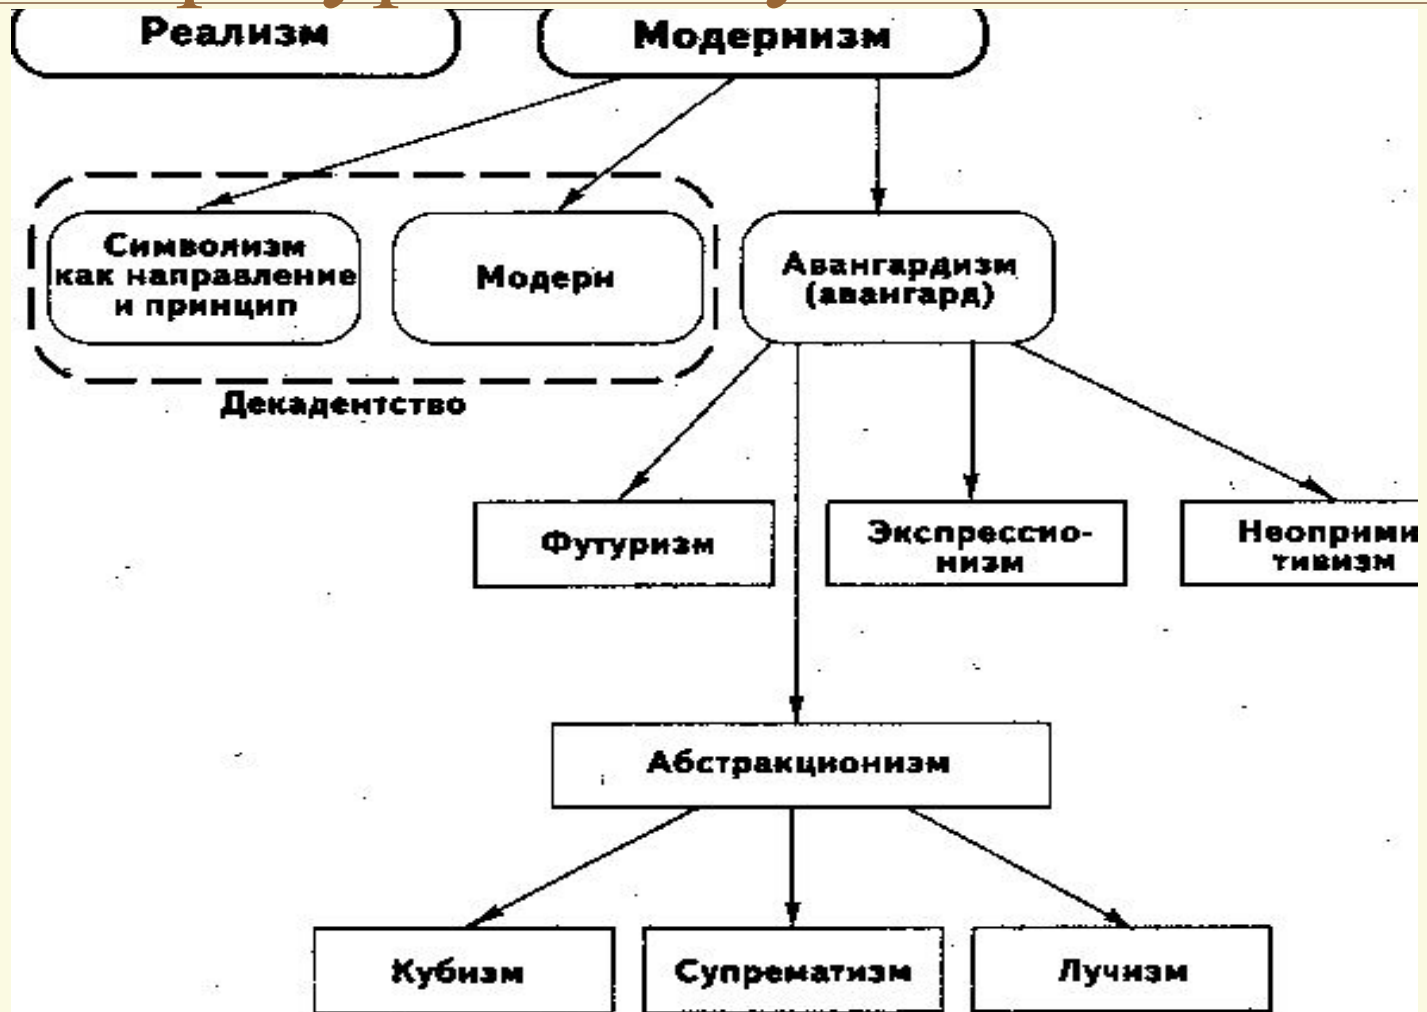 Реализм
Модернизм
Символизм
как направление
и принцип
Модерн
Авангардизм
(авангард)
Декадентство
Футуризм
Экспрессио-
низм
Неоприми
тивизм
Абстракционизм
Кубизм
Супрематизм
Лучизм